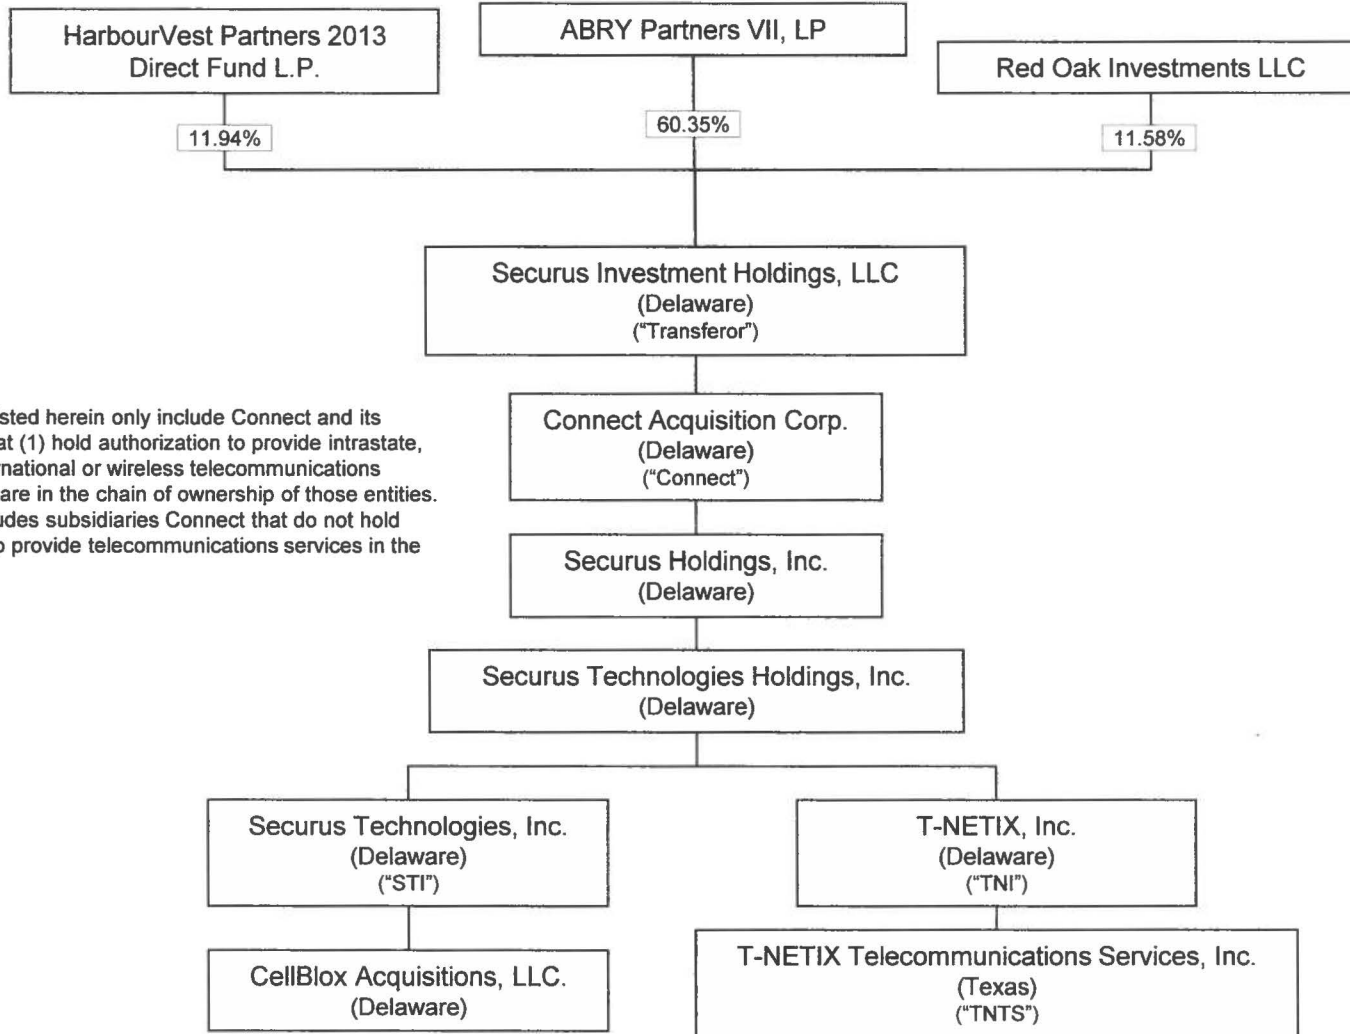 HarbourVest Partners 2013
Direct Fund L.P.
ABRY Partners VII, LP
Red Oak Investments LLC
11.94%
60.35%
11.58%
Securus Investment Holdings, LLC
(Delaware)
("Transferor")
sted herein only include Connect and its
at (1) hold authorization to provide intrastate,
rnational or wireless telecommunications
are in the chain of ownership of those entities.
udes subsidiaries Connect that do not hold
o provide telecommunications services in the
Connect Acquisition Corp.
(Delaware)
("Connect")
Securus Holdings, Inc.
(Delaware)
Securus Technologies Holdings, Inc.
(Delaware)
Securus Technologies, Inc.
(Delaware)
("STI")
T-NETIX, Inc.
(Delaware)
("TNI")
CellBlox Acquisitions, LLC.
(Delaware)
T-NETIX Telecommunications Services, Inc.
(Texas)
("TNTS")